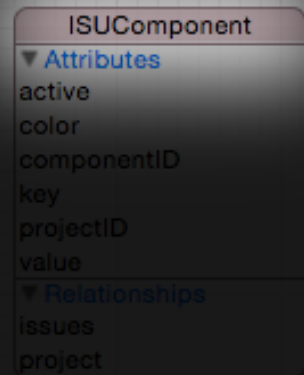 ISUComponent
Attributes
active
color
componentID
key
projectID
value
Relationships
issues
project